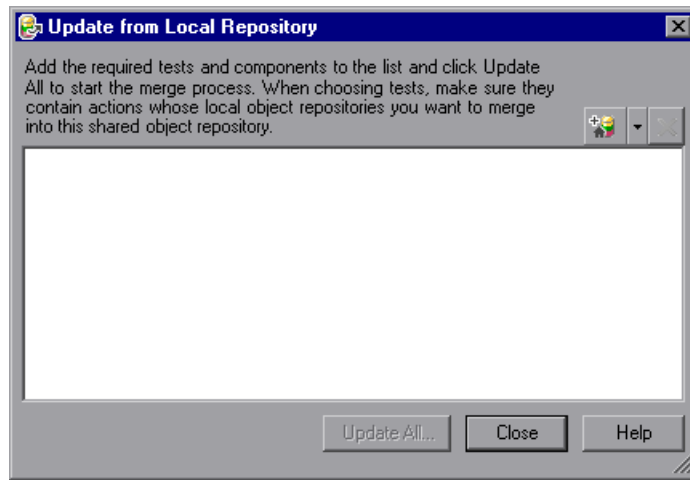 Update from Local Repository
Add the required tests and components to the list and click Update
All to start the merge process. When choosing tests, make sure they
contain actions whose local object repositories you want to merge
into this shared object repository.
Update All...
Close
Help